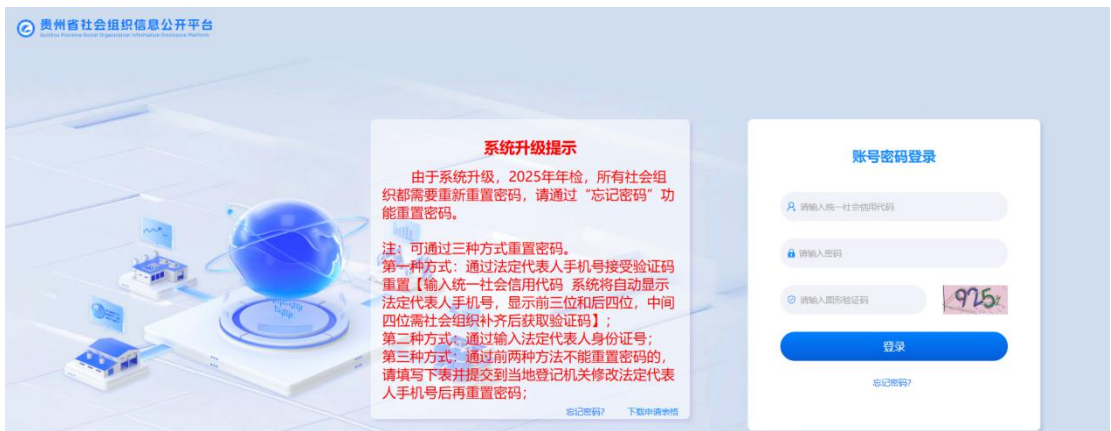 贵州省社会组织信息公开平台
Guizhou Province Social Organization Information Disclosure Platform
系统升级提示
由于系统升级，2025年年检，所有社会组
织都需要重新重置密码，请通过“忘记密码”功
能重置密码。
注：可通过三种方式重置密码。
第一种方式：通过法定代表人手机号接受验证码
重置【输入统一社会信用代码 系统将自动显示
法定代表人手机号，显示前三位和后四位，中间
四位需社会组织补齐后获取验证码】；
第二种方式：通过输入法定代表人身份证号；
第三种方式：通过前两种方法不能重置密码的，
请填写下表并提交到当地登记机关修改法定代表
人手机号后再重置密码；
忘记密码? 下载申请表格
账号密码登录
请输入统一社会信用代码
请输入密码
请输入图形验证码
登录
忘记密码?